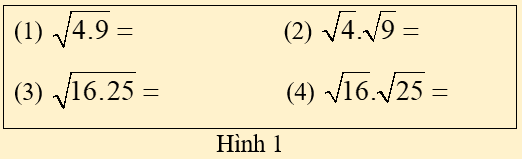 (1) √4.9 = (2) √4.√9 =
(3) √16.25 = (4) √16.√25 =
Hình 1